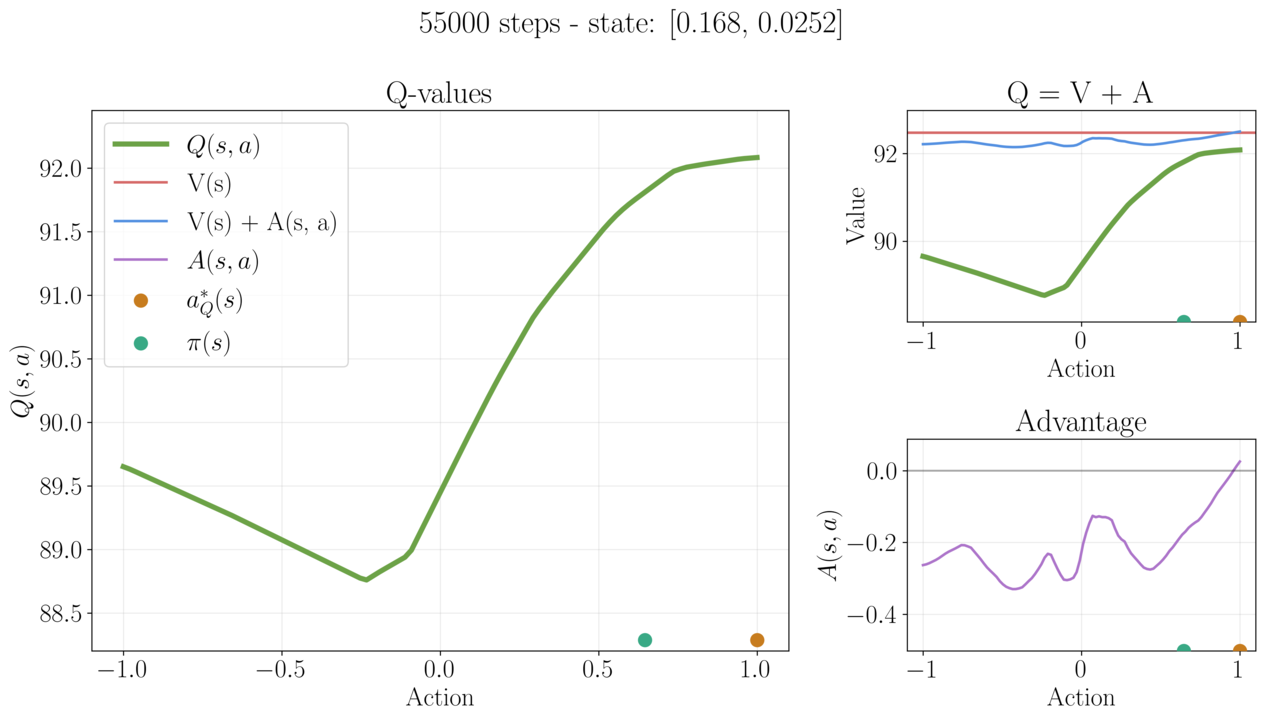 55000 steps - state: [0.168, 0.0252]
Q-values
Q(s, a)
92.0
91.5
91.0
90.5
90.0
89.5
89.0
88.5
−1.0
−0.5
0.0
0.5
1.0
Action
Q(s, a)
V(s)
V(s) + A(s, a)
A(s, a)
a*Q(s)
π(s)
Q = V + A
Value
92
90
−1
0
1
Action
Advantage
A(s, a)
0.0
−0.2
−0.4
−1
0
1
Action